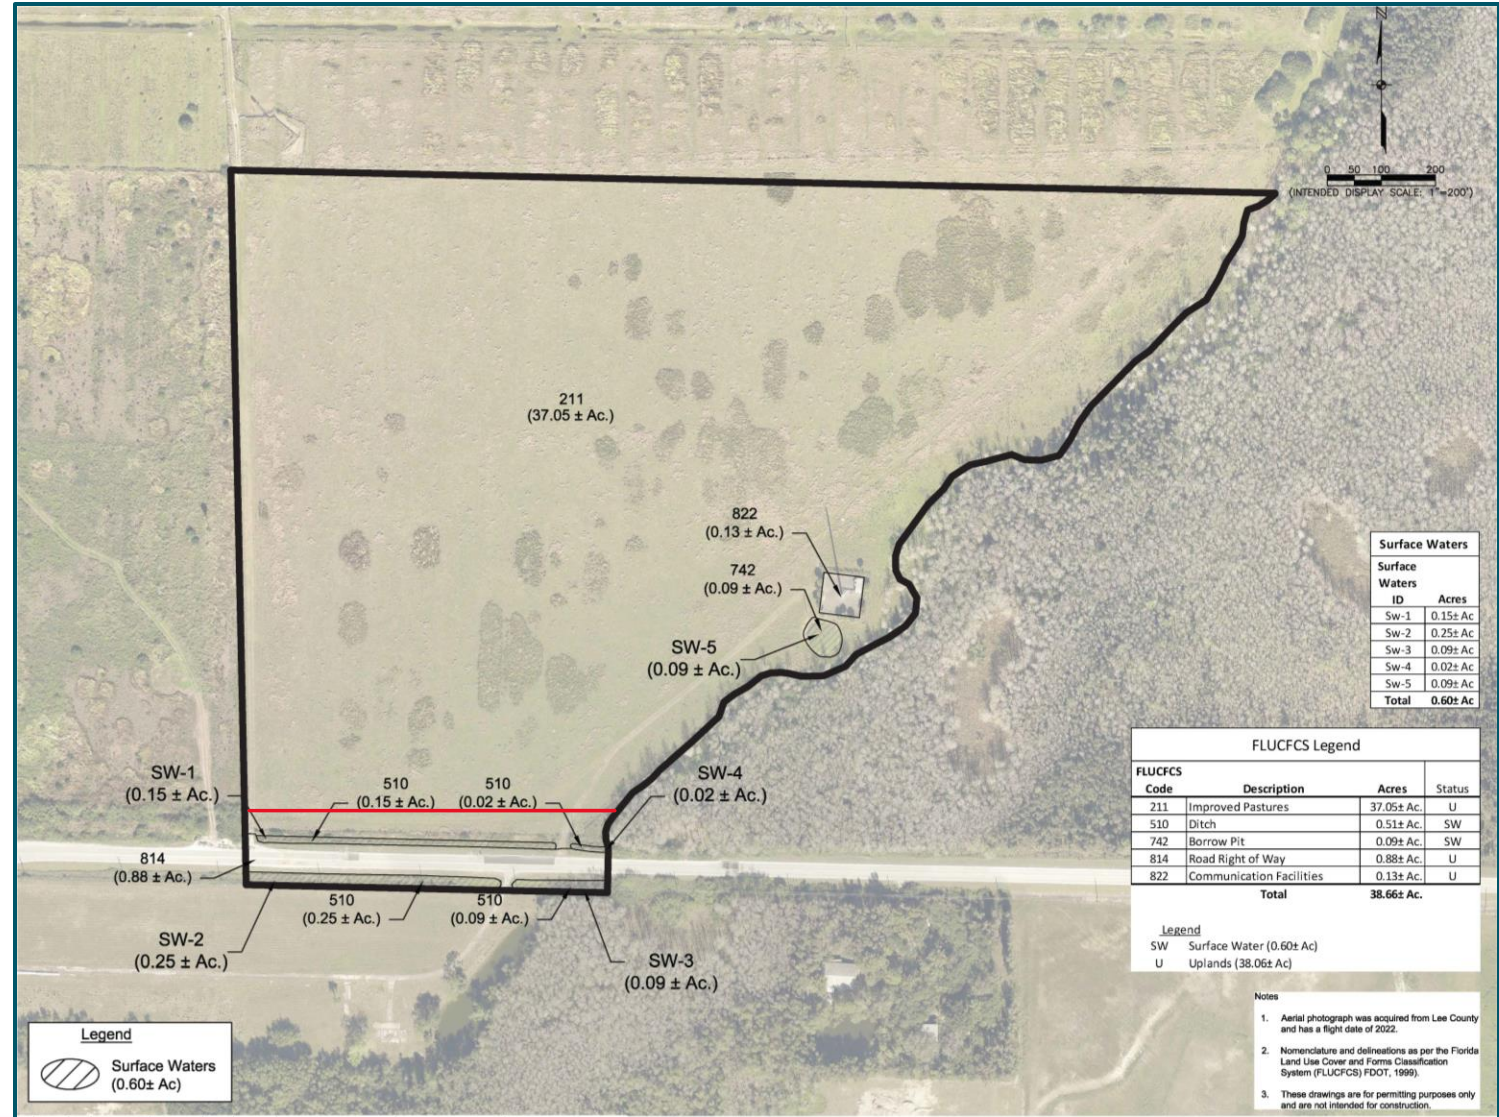 N
0 50 100 200
(INTENDED DISPLAY SCALE: 1"=200')
211
(37.05 ± Ac.)
822
(0.13 ± Ac.)
742
(0.09 ± Ac.)
SW-5
(0.09 ± Ac.)
SW-1
(0.15 ± Ac.)
510
(0.15 ± Ac.)
510
(0.02 ± Ac.)
SW-4
(0.02 ± Ac.)
814
(0.88 ± Ac.)
510
(0.25 ± Ac.)
510
(0.09 ± Ac.)
SW-2
(0.25 ± Ac.)
SW-3
(0.09 ± Ac.)
Surface Waters
Surface
Waters
ID Acres
Sw-1 0.15± Ac
Sw-2 0.25± Ac
Sw-3 0.09± Ac
Sw-4 0.02± Ac
Sw-5 0.09± Ac
Total 0.60± Ac
FLUCFCS Legend
FLUCFCS
Code Description Acres Status
211 Improved Pastures 37.05± Ac. U
510 Ditch 0.51± Ac. SW
742 Borrow Pit 0.09± Ac. SW
814 Road Right of Way 0.88± Ac. U
822 Communication Facilities 0.13± Ac. U
Total 38.66± Ac.
Legend
SW Surface Water (0.60± Ac)
U Uplands (38.06± Ac)
Notes
1. Aerial photograph was acquired from Lee County
and has a flight date of 2022.
2. Nomenclature and delineations as per the Florida
Land Use Cover and Forms Classification
System (FLUCFCS) FDOT, 1999).
3. These drawings are for permitting purposes only
and are not intended for construction.
Legend
Surface Waters
(0.60± Ac)